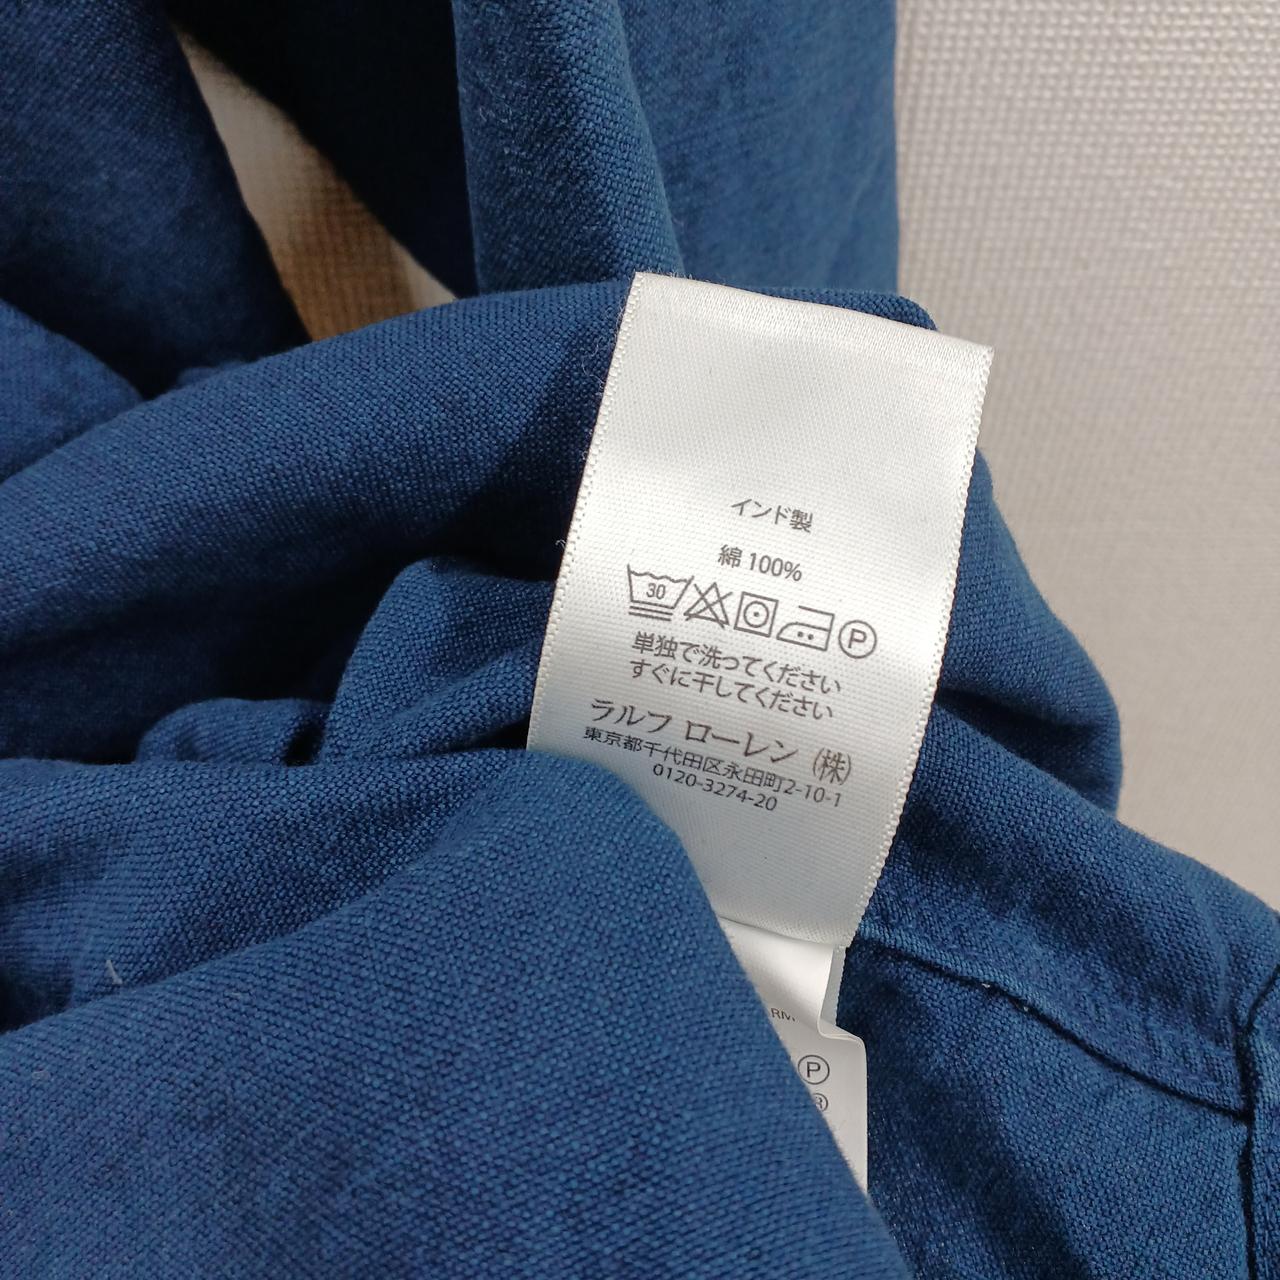 インド製
綿 100%
30
P
単独で洗ってください
すぐに干してください
ラルフ ローレン (株)
東京都千代田区永田町2-10-1
0120-3274-20
RM
P